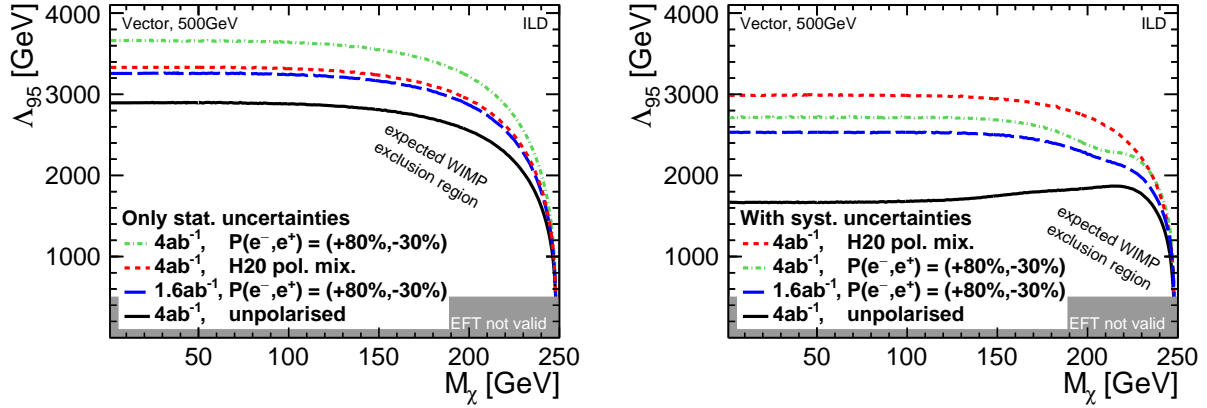 Vector, 500GeV
ILD
Λ95 [GeV]
4000
3000
2000
1000
expected WIMP
exclusion region
Only stat. uncertainties
4ab⁻¹, P(e⁻,e⁺) = (+80%,-30%)
4ab⁻¹, H20 pol. mix.
1.6ab⁻¹, P(e⁻,e⁺) = (+80%,-30%)
4ab⁻¹, unpolarised
EFT not valid
50 100 150 200 250
Mχ [GeV]
Vector, 500GeV
ILD
Λ95 [GeV]
4000
3000
2000
1000
With syst. uncertainties
4ab⁻¹, H20 pol. mix.
4ab⁻¹, P(e⁻,e⁺) = (+80%,-30%)
1.6ab⁻¹, P(e⁻,e⁺) = (+80%,-30%)
4ab⁻¹, unpolarised
expected WIMP
exclusion region
EFT not valid
50 100 150 200 250
Mχ [GeV]